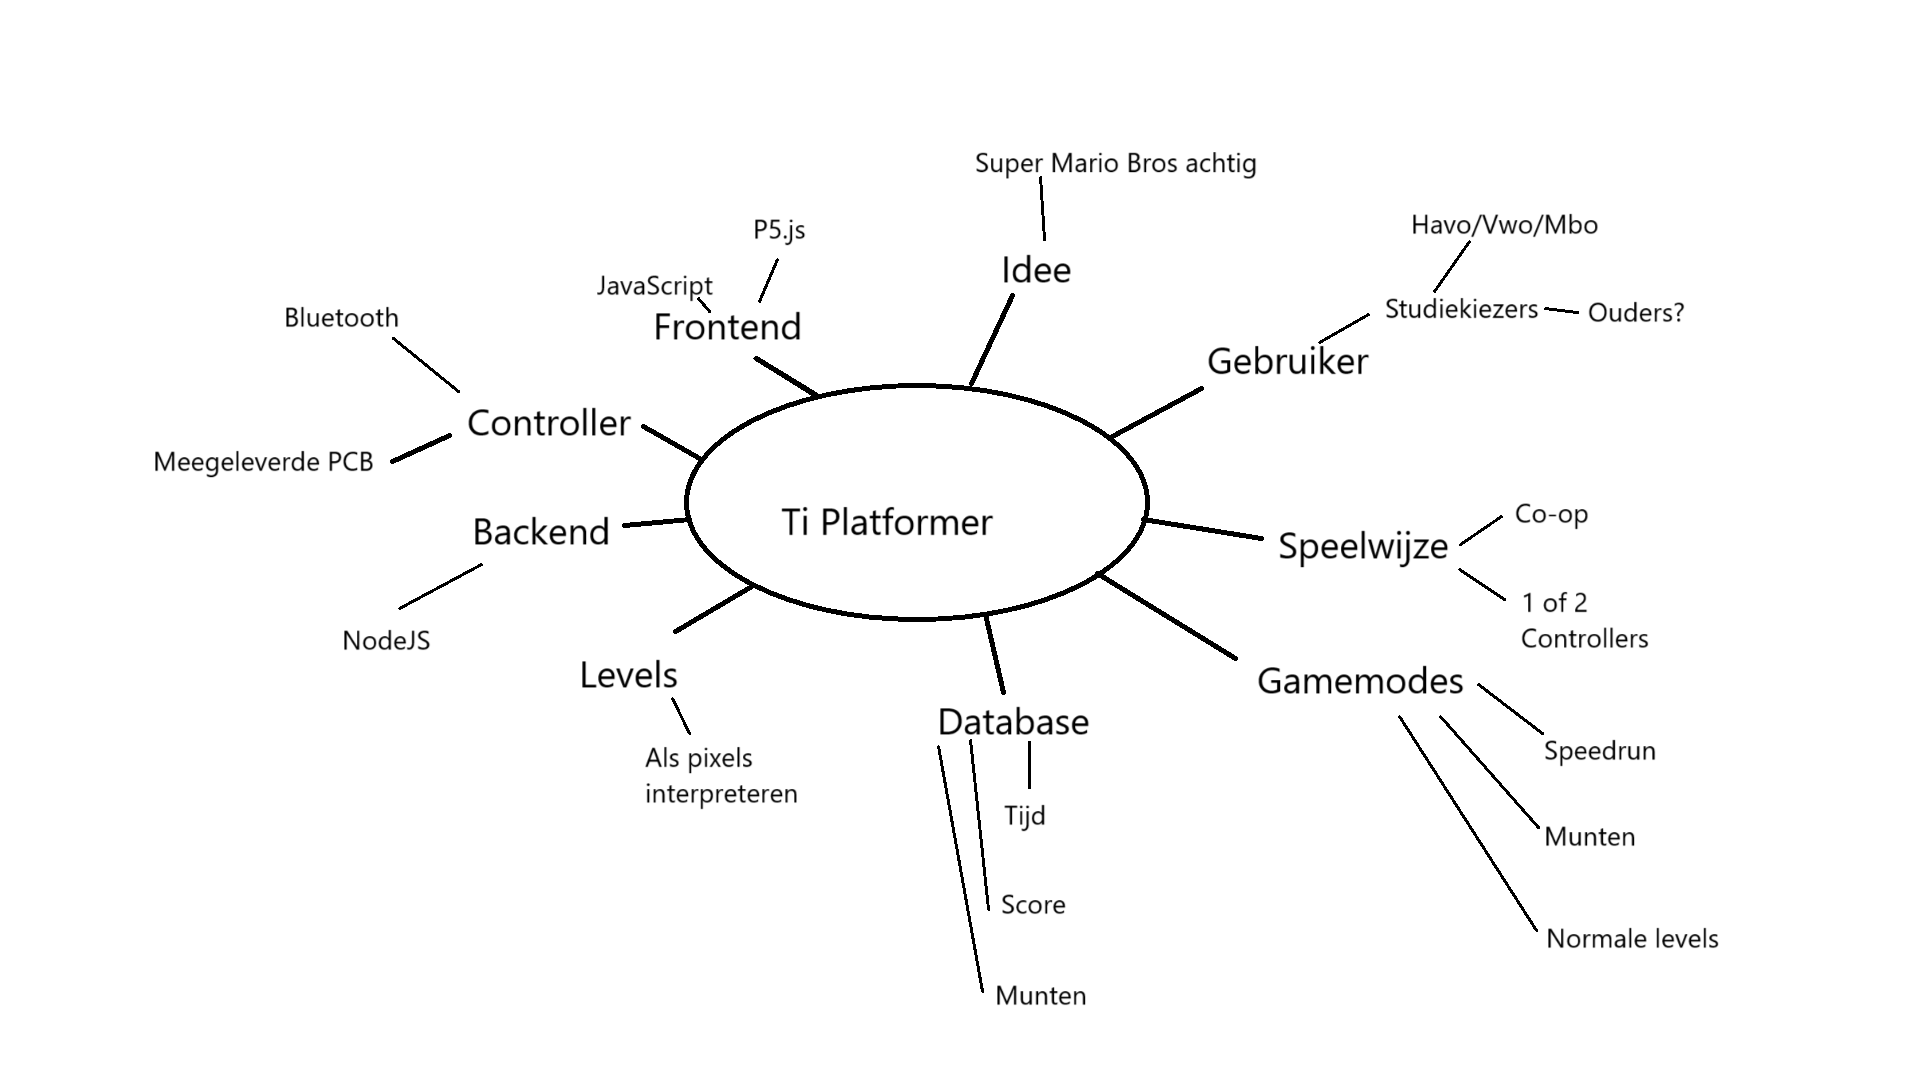 Super Mario Bros achtig
Idee
P5.js
JavaScript
Frontend
Havo/Vwo/Mbo
Studiekiezers
Ouders?
Gebruiker
Bluetooth
Controller
Meegeleverde PCB
Backend
NodeJS
Ti Platformer
Co-op
Speelwijze
1 of 2
Controllers
Levels
Als pixels
interpreteren
Database
Tijd
Score
Munten
Gamemodes
Speedrun
Munten
Normale levels